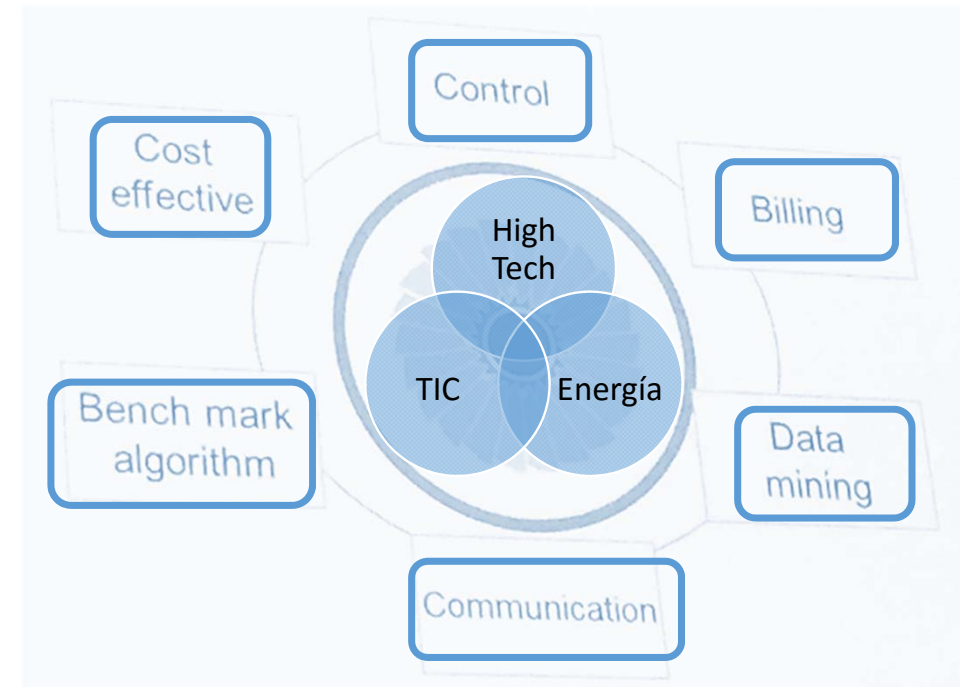 Control
Cost
effective
Billing
High
Tech
TIC
Energía
Bench mark
algorithm
Data
mining
Communication